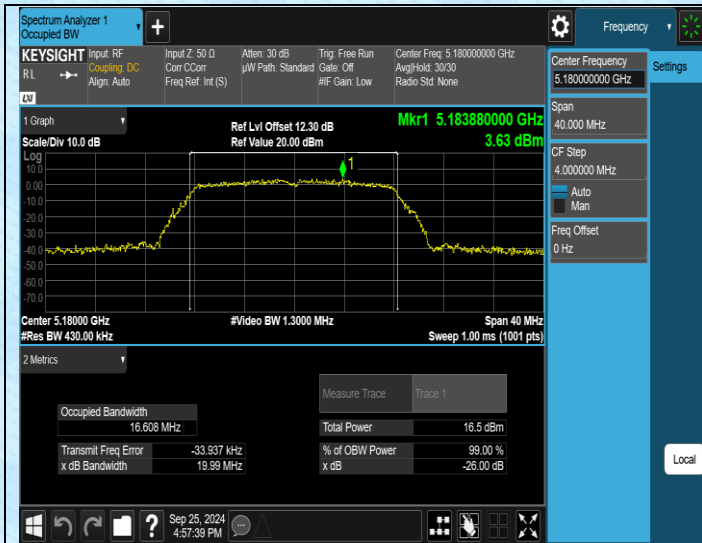 Spectrum Analyzer 1
Occupied BW
Frequency
KEYSIGHT
R L
LXI
Input: RF
Coupling: DC
Align: Auto
Input Z: 50 Ω
Corr CCorr
Freq Ref: Int (S)
Atten: 30 dB
µW Path: Standard
Trig: Free Run
Gate: Off
#IF Gain: Low
Center Freq: 5.180000000 GHz
Avg|Hold: 30/30
Radio Std: None
Center Frequency
5.180000000 GHz
Settings
Span
40.000 MHz
CF Step
4.000000 MHz
Auto
Man
Freq Offset
0 Hz
Local
1 Graph
Scale/Div 10.0 dB
Ref Lvl Offset 12.30 dB
Ref Value 20.00 dBm
Mkr1 5.183880000 GHz
3.63 dBm
Log
10.0
0.00
-10.0
-20.0
-30.0
-40.0
-50.0
-60.0
-70.0
1
Center 5.18000 GHz
#Res BW 430.00 kHz
#Video BW 1.3000 MHz
Span 40 MHz
Sweep 1.00 ms (1001 pts)
2 Metrics
Measure Trace
Trace 1
Occupied Bandwidth
16.608 MHz
Total Power
16.5 dBm
Transmit Freq Error
-33.937 kHz
% of OBW Power
99.00 %
x dB Bandwidth
19.99 MHz
x dB
-26.00 dB
Sep 25, 2024
4:57:39 PM